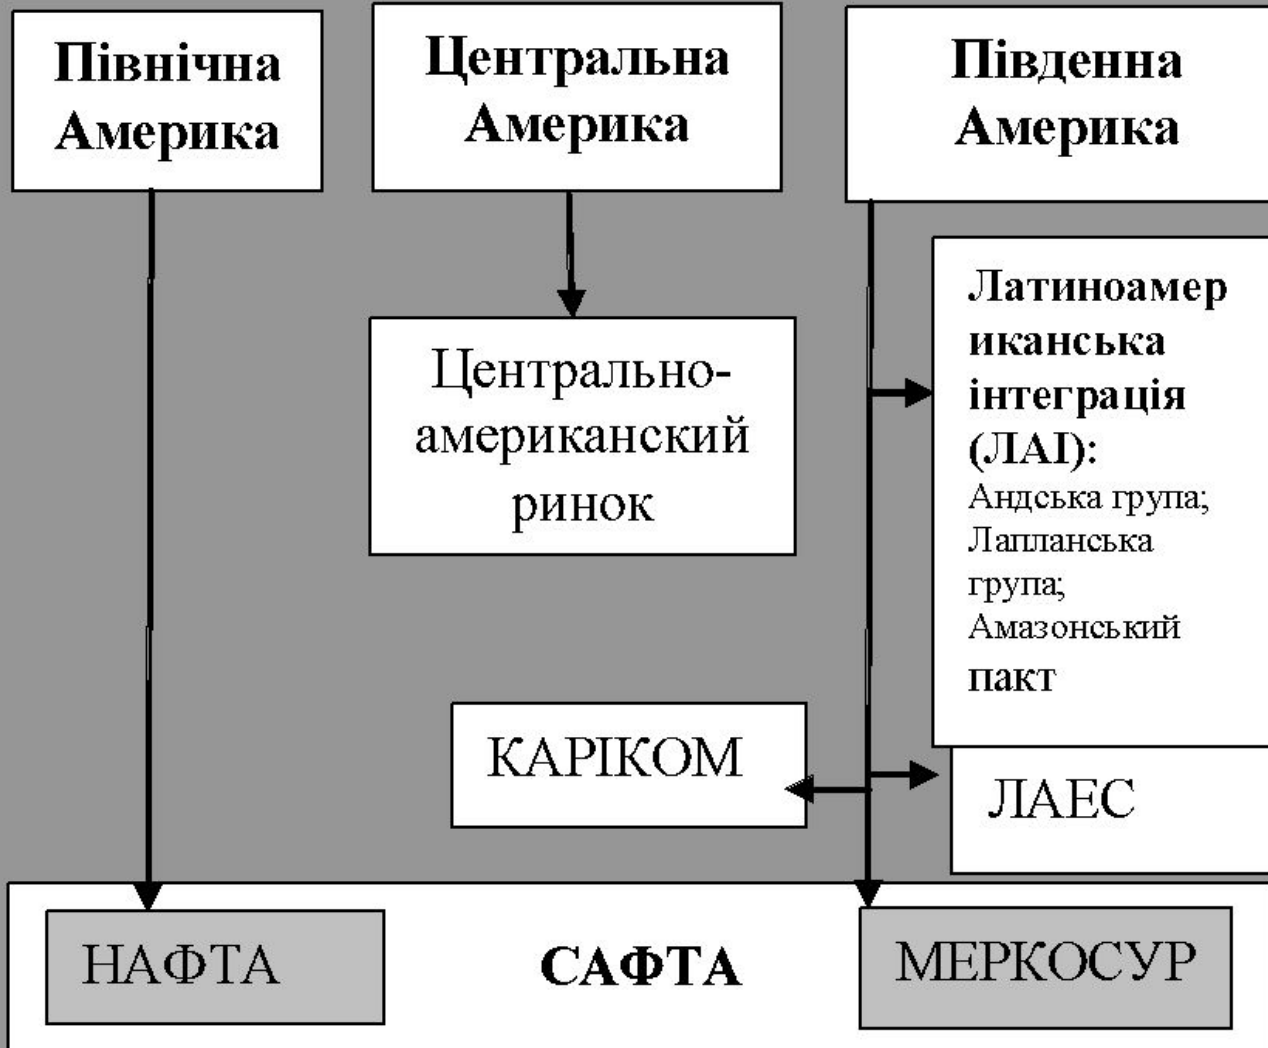 Північна
Америка
Центральна
Америка
Південна
Америка
Центрально-
американский
ринок
Латиноамер
иканська
інтеграція
(ЛАІ):
Андська група;
Лапланська
група;
Амазонський
пакт
КАРІКОМ
ЛАЕС
НАФТА
САФТА
МЕРКОСУР